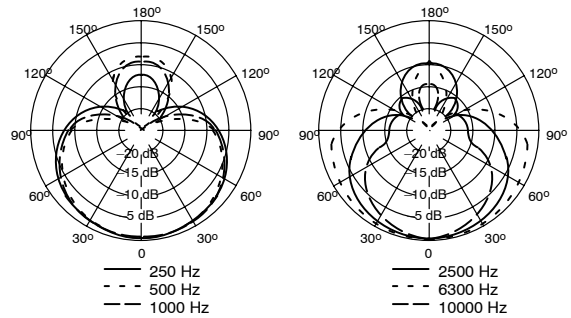 180º
150º 150º
120º 120º
90º 90º
60º 60º
30º 30º
0
–20 dB
–15 dB
–10 dB
5 dB
250 Hz
500 Hz
1000 Hz
180º
150º 150º
120º 120º
90º 90º
60º 60º
30º 30º
0
–20 dB
–15 dB
–10 dB
–5 dB
2500 Hz
6300 Hz
10000 Hz